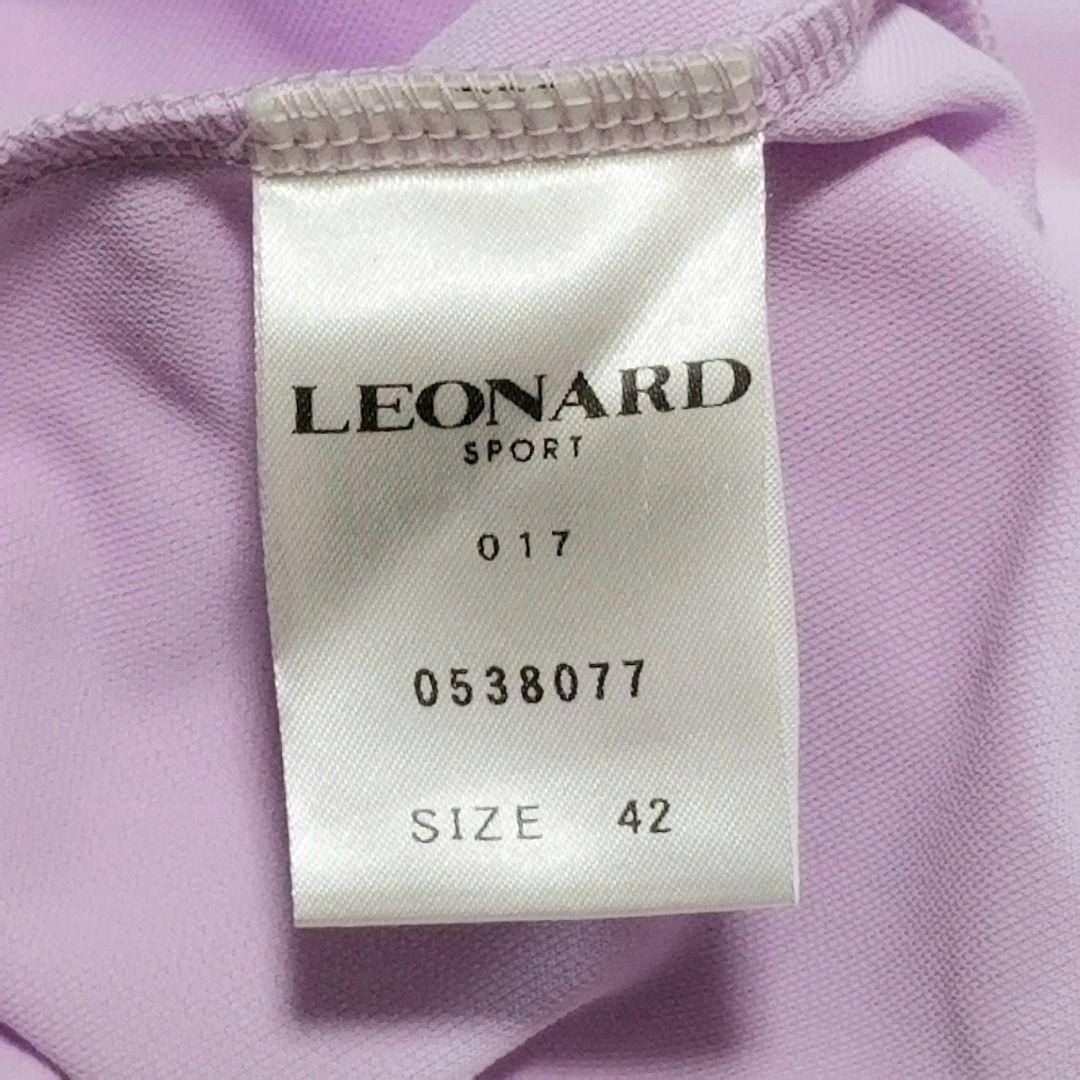 LEONARD
SPORT
017
0538077
SIZE 42